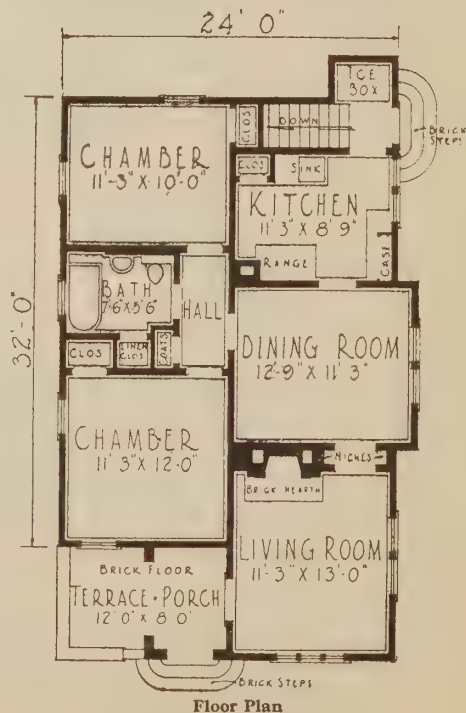 24' 0"
ICE
BOX
DOWN
CLOS
BRICK
STEPS
CHAMBER
11'-3" X 10'-0"
CLOS
SINK
KITCHEN
11' 3" X 8' 9"
RANGE
CASE
32'-0"
BATH
7'-6" X 5' 6"
HALL
CLOS
LINEN
CLOS
COATS
DINING ROOM
12'-9" X 11' 3"
CHAMBER
11' 3" X 12'-0"
NICHES
BRICK HEARTH
LIVING ROOM
11'-3" X 13'-0"
BRICK FLOOR
TERRACE-PORCH
12' 0" X 8' 0"
BRICK STEPS
Floor Plan